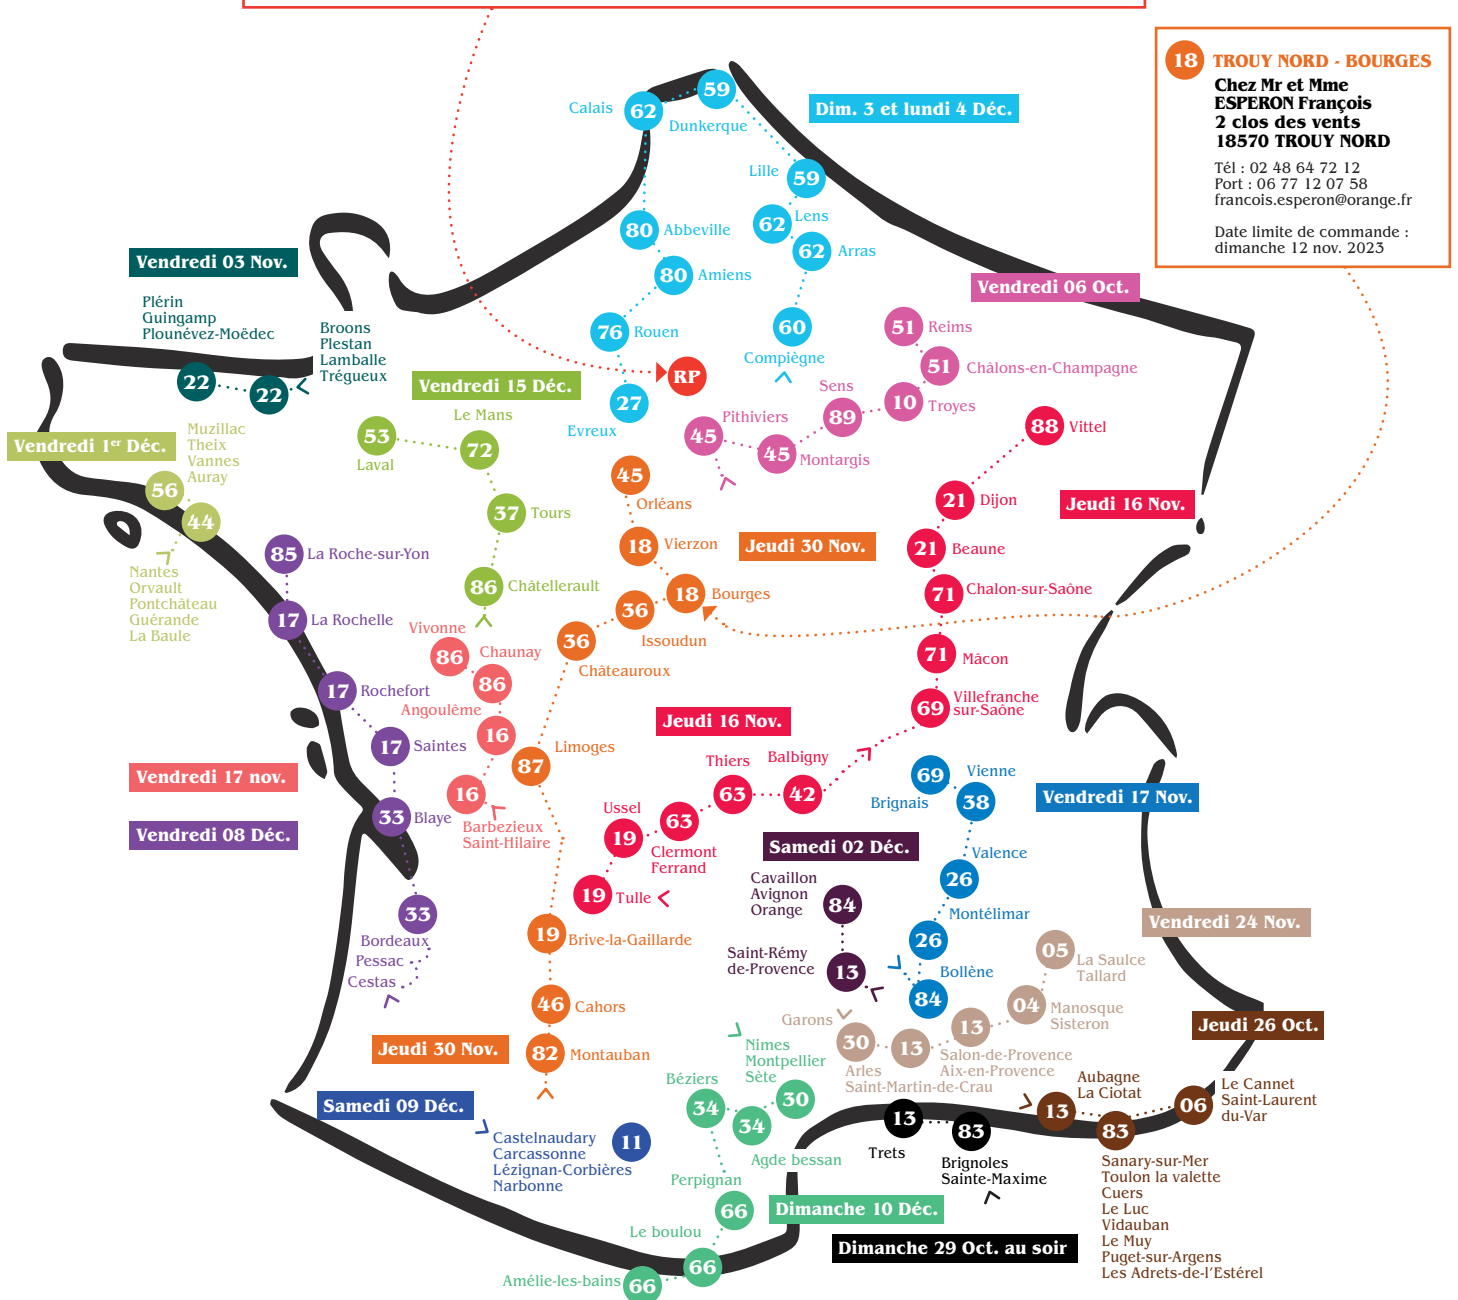 18 TROUY NORD - BOURGES
Chez Mr et Mme
ESPERON François
2 clos des vents
18570 TROUY NORD
Tél : 02 48 64 72 12
Port : 06 77 12 07 58
francois.esperon@orange.fr
Date limite de commande :
dimanche 12 nov. 2023
Dim. 3 et lundi 4 Déc.
59
Calais 62
Dunkerque
Lille 59
62 Lens
62 Arras
80 Abbeville
80 Amiens
76 Rouen
60
Compiègne
27
Evreux
RP
Vendredi 03 Nov.
Plérin
Guingamp
Plounévez-Moëdec
Broons
Plestan
Lamballe
Trégueux
22
22
Vendredi 06 Oct.
51 Reims
51 Châlons-en-Champagne
10 Troyes
Sens
89
Pithiviers
45
45 Montargis
Vendredi 15 Déc.
Le Mans
53
Laval
72
37 Tours
86 Châtellerault
Vendredi 1er Déc.
Muzillac
Theix
Vannes
Auray
56
44
Nantes
Orvault
Pontchâteau
Guérande
La Baule
88 Vittel
21 Dijon
Jeudi 16 Nov.
21 Beaune
71 Chalon-sur-Saône
71 Mâcon
69 Villefranche
sur-Saône
45
Orléans
18 Vierzon
Jeudi 30 Nov.
18 Bourges
36
Issoudun
36
Châteauroux
85 La Roche-sur-Yon
17 La Rochelle
17 Rochefort
17 Saintes
33 Blaye
33
Bordeaux
Pessac
Cestas
Vivonne
86
Chaunay
86
Angoulême
16
16
Barbezieux
Saint-Hilaire
Vendredi 17 nov.
Vendredi 08 Déc.
Limoges
87
Jeudi 16 Nov.
Thiers
63
Balbigny
42
Ussel
19
63
Clermont
Ferrand
19 Tulle
19 Brive-la-Gaillarde
46 Cahors
Jeudi 30 Nov.
82 Montauban
69
Brignais
Vienne
38
Vendredi 17 Nov.
Valence
26
Montélimar
26
Bollène
84
Samedi 02 Déc.
Cavaillon
Avignon
Orange
84
Saint-Rémy
de-Provence
13
Vendredi 24 Nov.
05 La Saulce
Tallard
04 Manosque
Sisteron
13
Salon-de-Provence
Aix-en-Provence
13
Garons
30
Arles
Saint-Martin-de-Crau
Jeudi 26 Oct.
Aubagne
La Ciotat
13
83
06
Le Cannet
Saint-Laurent
du-Var
Sanary-sur-Mer
Toulon la valette
Cuers
Le Luc
Vidauban
Le Muy
Puget-sur-Argens
Les Adrets-de-l'Estérel
Samedi 09 Déc.
Castelnaudary
Carcassonne
Lézignan-Corbières
Narbonne
11
Nimes
Montpellier
Sète
30
Béziers
34
34
Agde bessan
Perpignan
66
Le boulou
66
Amélie-les-bains 66
Dimanche 10 Déc.
13
Trets
83
Brignoles
Sainte-Maxime
Dimanche 29 Oct. au soir